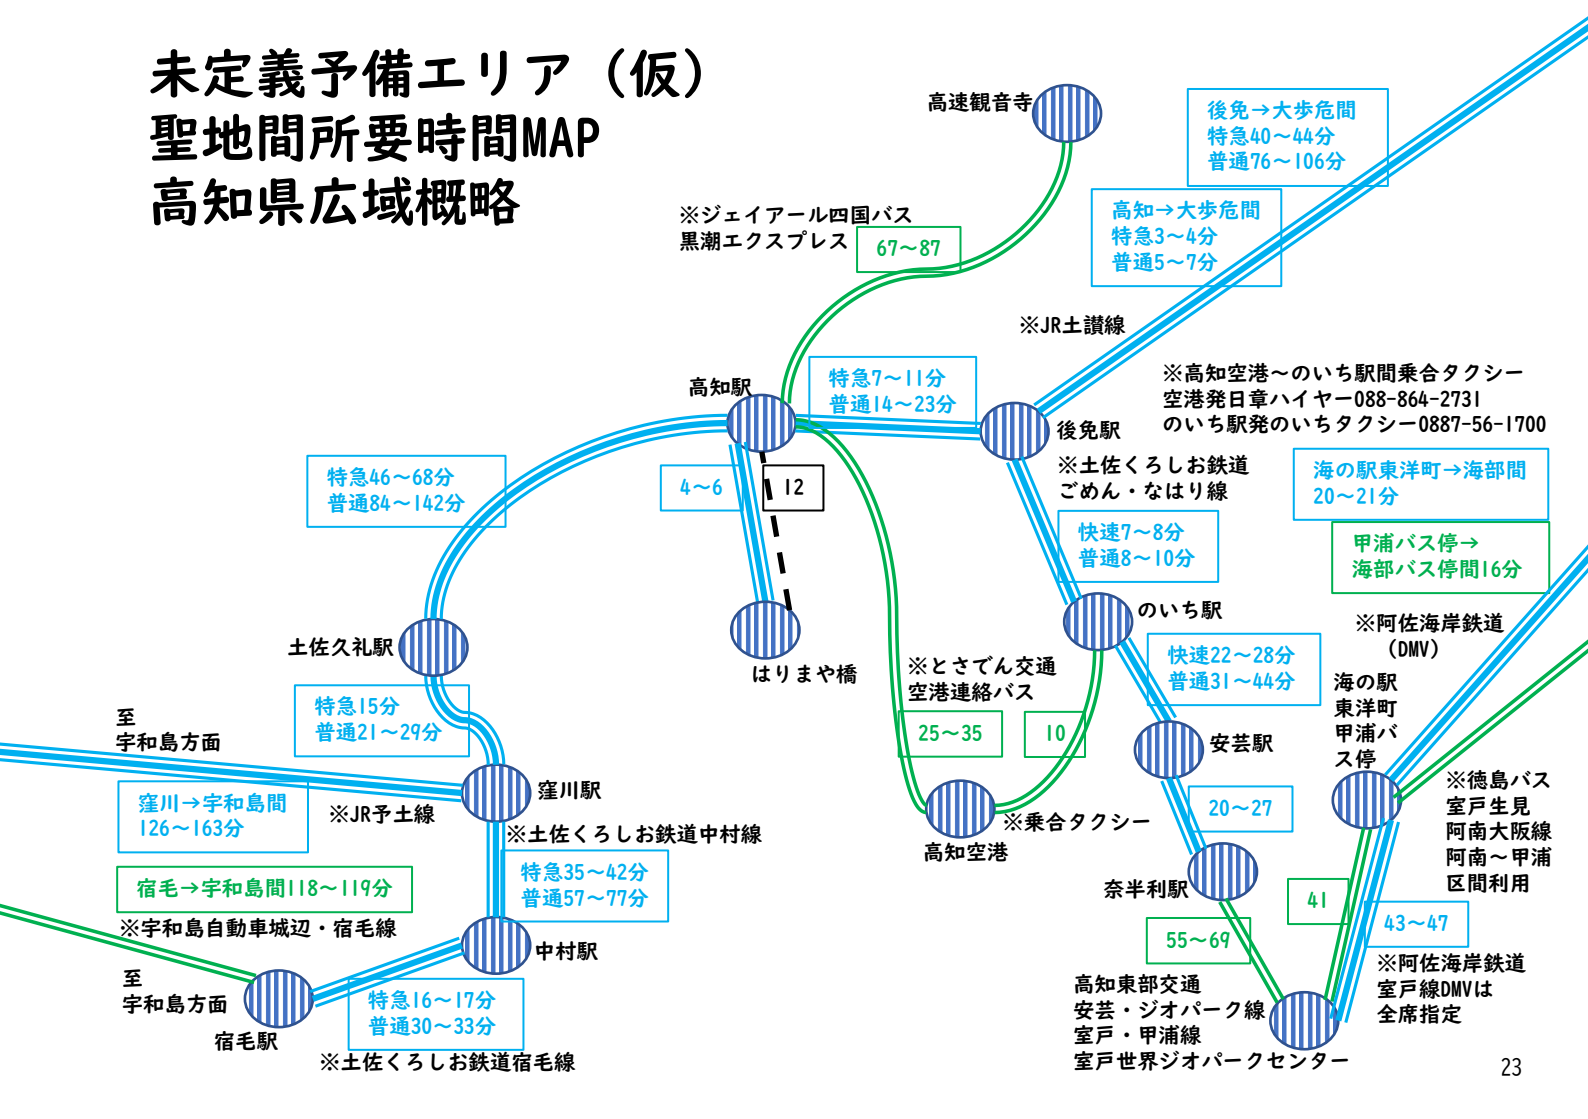 未定義予備エリア（仮）
聖地間所要時間MAP
高知県広域概略
高速観音寺
後免→大歩危間
特急40～44分
普通76～106分
高知→大歩危間
特急3～4分
普通5～7分
※ジェイアール四国バス
黒潮エクスプレス
67～87
※JR土讃線
高知駅
特急7～11分
普通14～23分
後免駅
※高知空港～のいち駅間乗合タクシー
空港発日章ハイヤー088-864-2731
のいち駅発のいちタクシー0887-56-1700
※土佐くろしお鉄道
ごめん・なはり線
特急46～68分
普通84～142分
4～6
12
海の駅東洋町→海部間
20～21分
快速7～8分
普通8～10分
甲浦バス停→
海部バス停間16分
のいち駅
※阿佐海岸鉄道
（DMV）
土佐久礼駅
はりまや橋
※とさでん交通
空港連絡バス
快速22～28分
普通31～44分
海の駅
東洋町
甲浦バ
ス停
特急15分
普通21～29分
25～35
10
至
宇和島方面
安芸駅
窪川→宇和島間
126～163分
※JR予土線
窪川駅
※土佐くろしお鉄道中村線
高知空港
※乗合タクシー
20～27
※徳島バス
室戸生見
阿南大阪線
阿南～甲浦
区間利用
宿毛→宇和島間118～119分
※宇和島自動車城辺・宿毛線
特急35～42分
普通57～77分
奈半利駅
41
43～47
中村駅
55～69
至
宇和島方面
宿毛駅
特急16～17分
普通30～33分
※土佐くろしお鉄道宿毛線
高知東部交通
安芸・ジオパーク線
室戸・甲浦線
室戸世界ジオパークセンター
※阿佐海岸鉄道
室戸線DMVは
全席指定
23